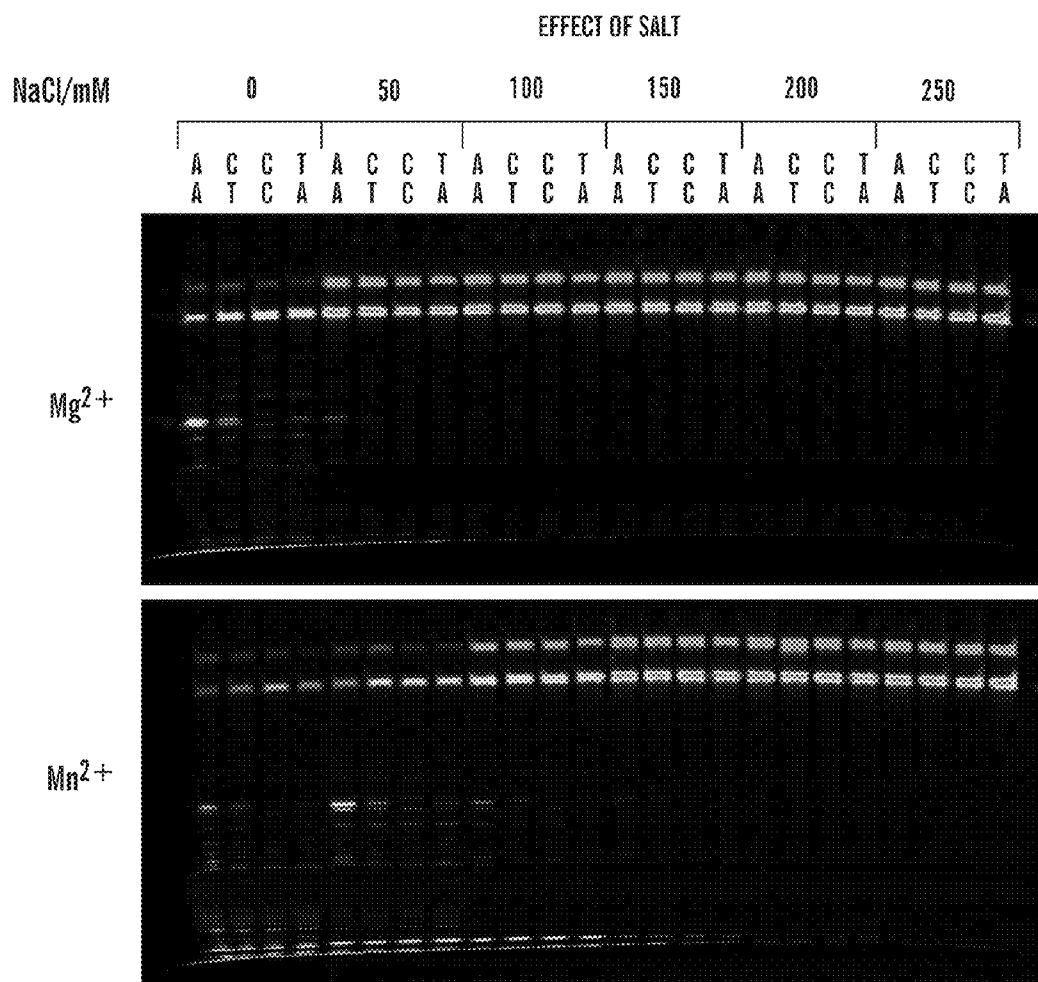 EFFECT OF SALT
NaCl/mM 0 50 100 150 200 250
A C C T A C C T A C C T A C C T A C C T A C C T
A T C A A T C A A T C A A T C A A T C A A T C A
Mg2+
Mn2+